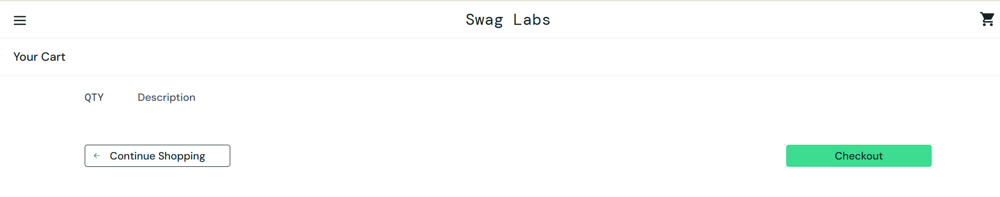 Swag Labs
Your Cart
QTY Description
Continue Shopping Checkout